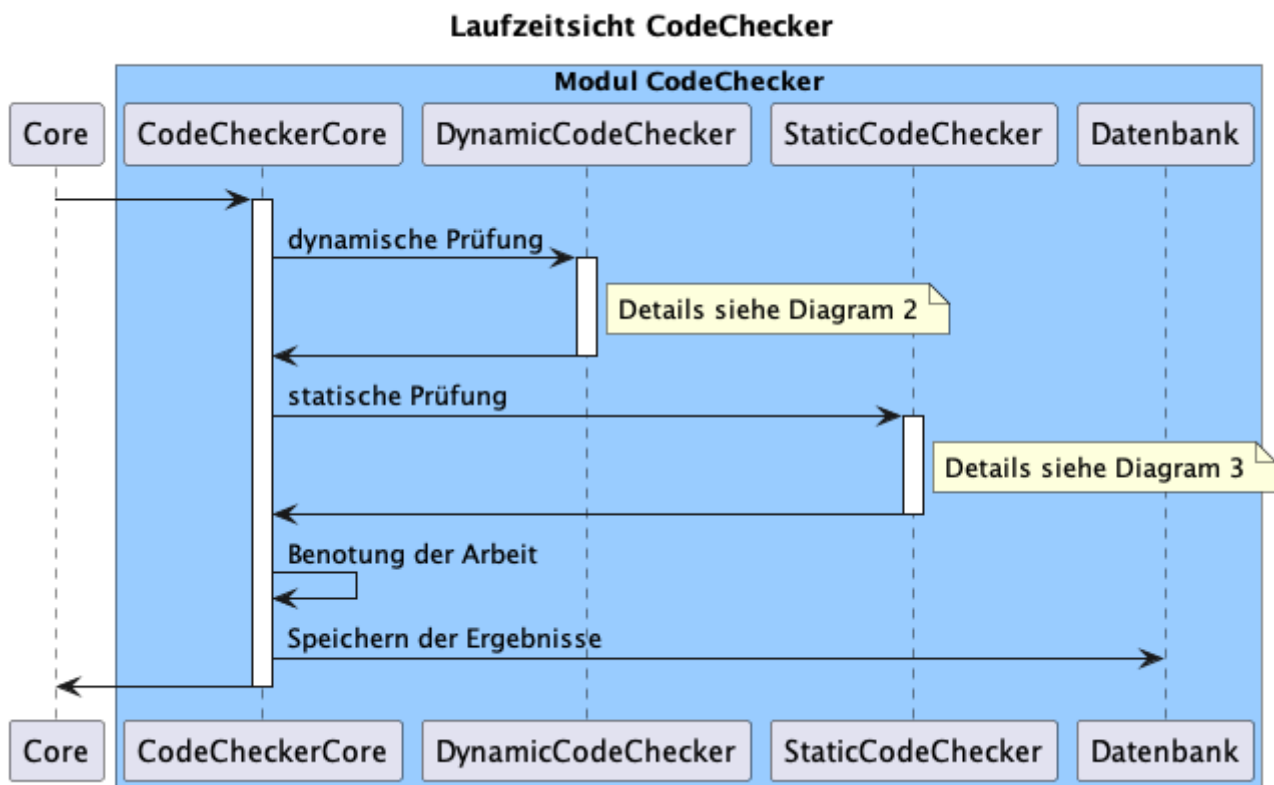 Laufzeitsicht CodeChecker
Modul CodeChecker
Core
CodeCheckerCore
DynamicCodeChecker
StaticCodeChecker
Datenbank
dynamische Prüfung
Details siehe Diagram 2
statische Prüfung
Details siehe Diagram 3
Benotung der Arbeit
Speichern der Ergebnisse
Core
CodeCheckerCore
DynamicCodeChecker
StaticCodeChecker
Datenbank